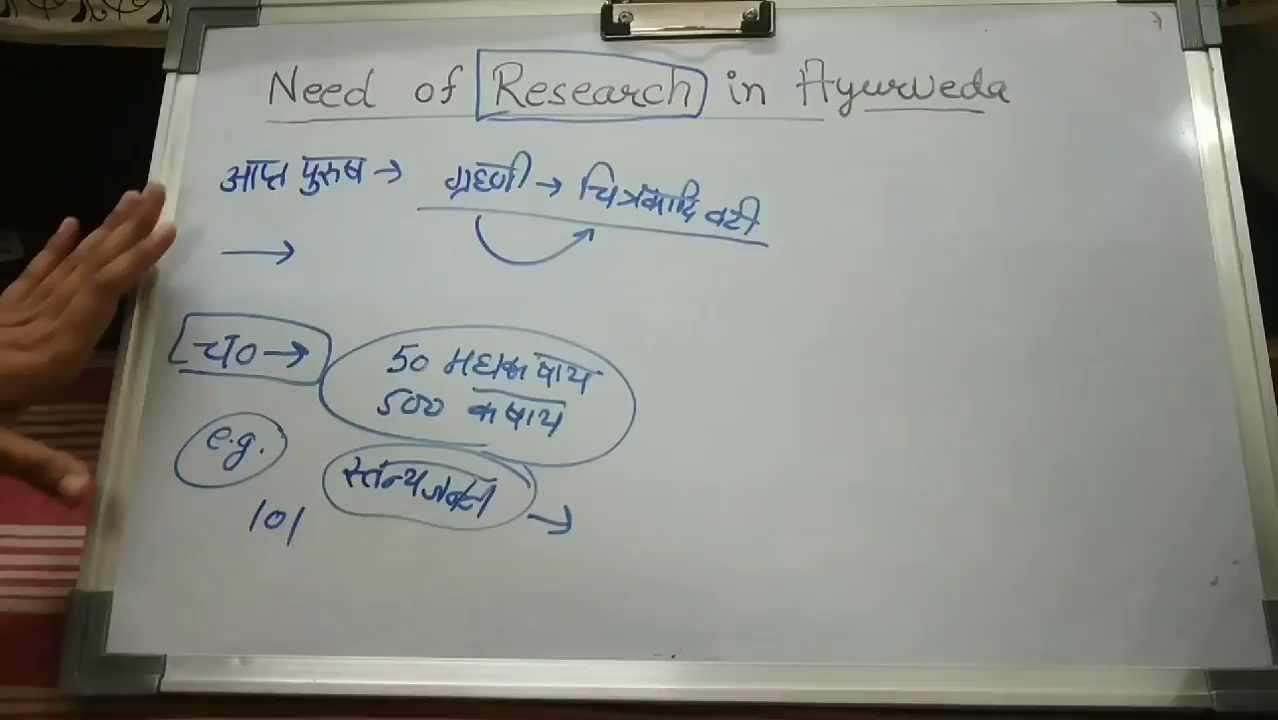 Need of Research in Ayurveda
आप्त पुरुष → ग्रहणी → चित्रकादि वटी
→
च० →
50 महाकषाय
500 कषाय
e.g.
स्तन्यजनन →
101